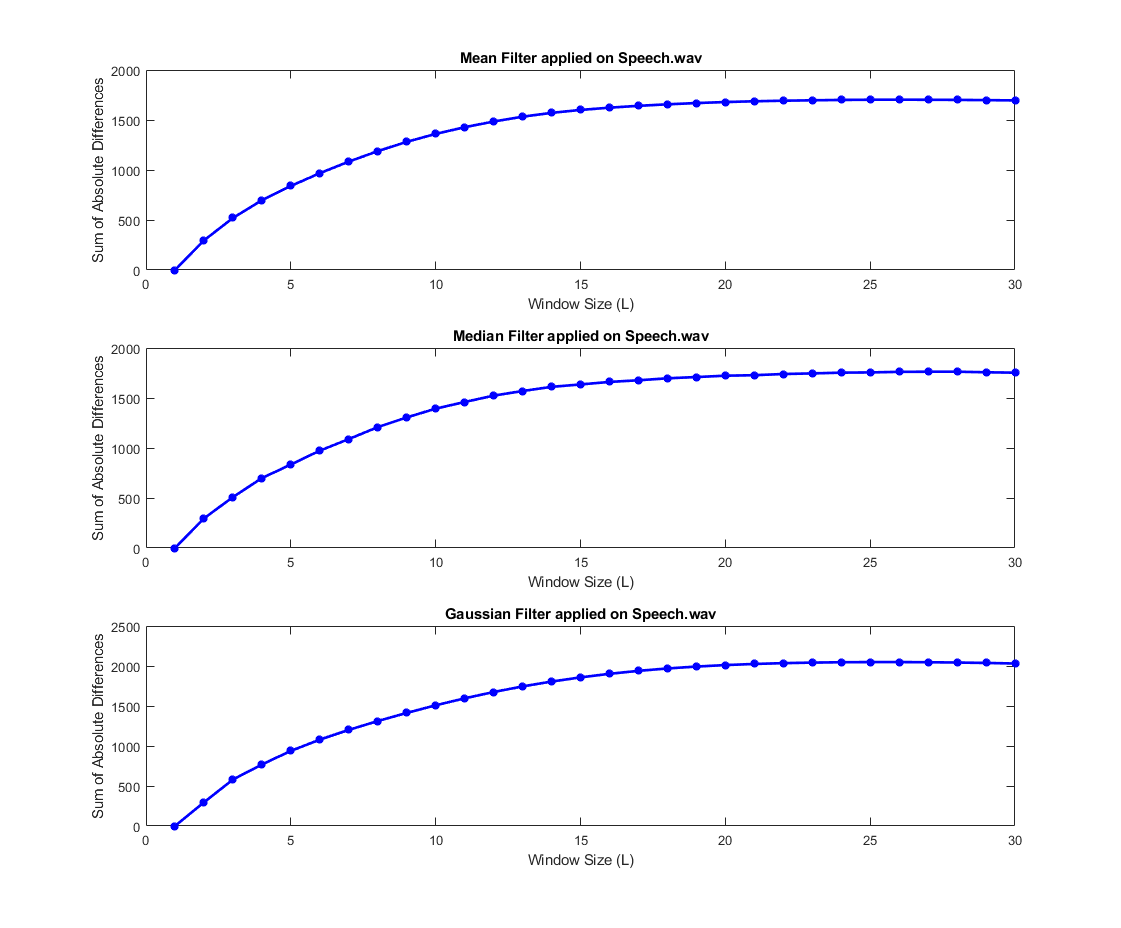 Mean Filter applied on Speech.wav
2000
1500
1000
500
0
Sum of Absolute Differences
0 5 10 15 20 25 30
Window Size (L)
Median Filter applied on Speech.wav
2000
1500
1000
500
0
Sum of Absolute Differences
0 5 10 15 20 25 30
Window Size (L)
Gaussian Filter applied on Speech.wav
2500
2000
1500
1000
500
0
Sum of Absolute Differences
0 5 10 15 20 25 30
Window Size (L)